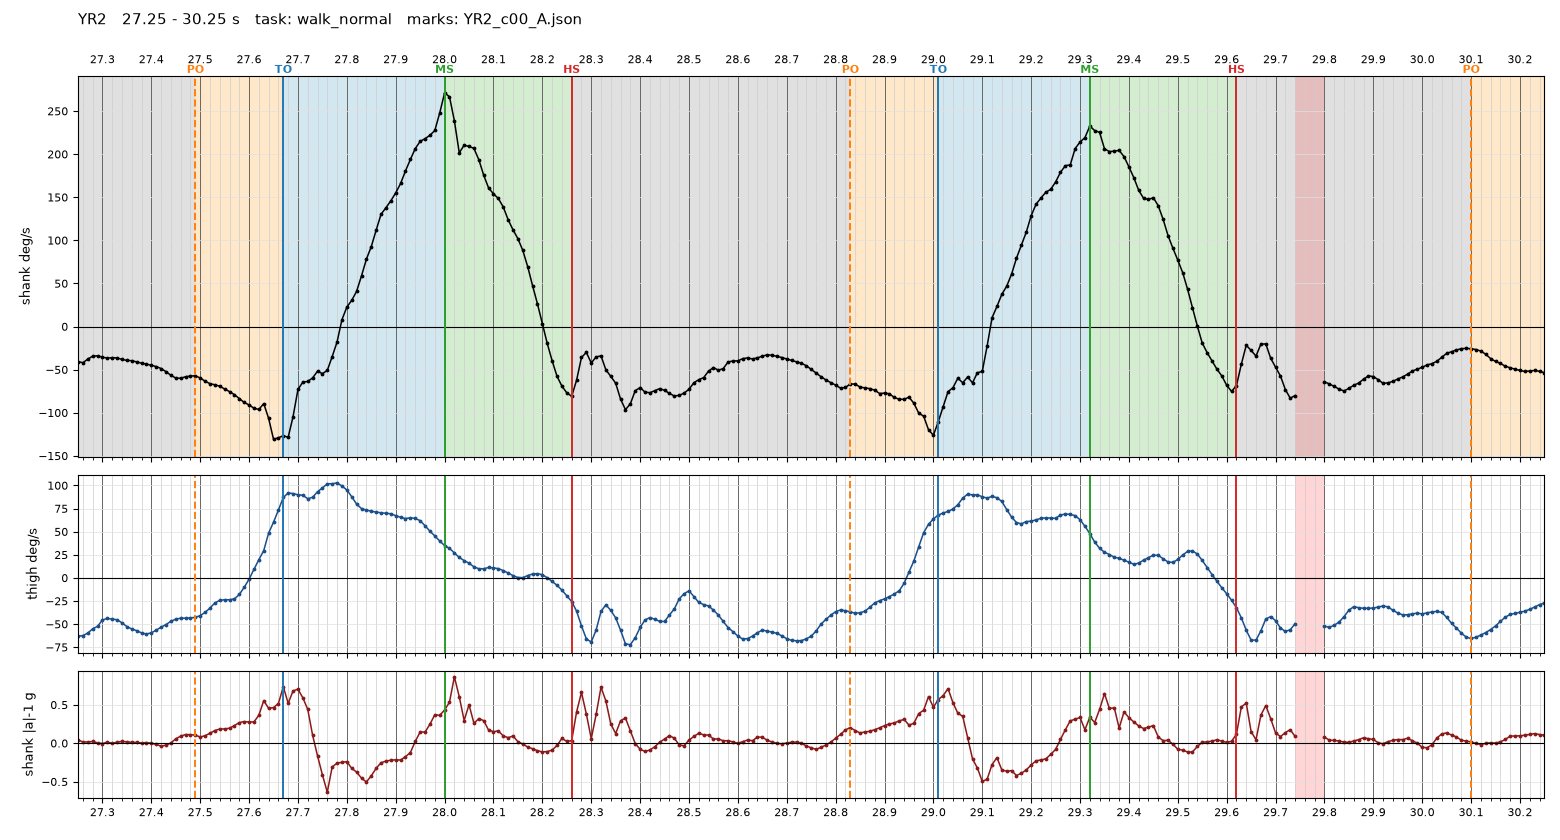 YR2 27.25 - 30.25 s task: walk_normal marks: YR2_c00_A.json
27.3 27.4 27.5 27.6 27.7 27.8 27.9 28.0 28.1 28.2 28.3 28.4 28.5 28.6 28.7 28.8 28.9 29.0 29.1 29.2 29.3 29.4 29.5 29.6 29.7 29.8 29.9 30.0 30.1 30.2
PO TO MS HS PO TO MS HS PO
shank deg/s
250
200
150
100
50
0
−50
−100
−150
thigh deg/s
100
75
50
25
0
−25
−50
−75
shank |a|-1 g
0.5
0.0
−0.5
27.3 27.4 27.5 27.6 27.7 27.8 27.9 28.0 28.1 28.2 28.3 28.4 28.5 28.6 28.7 28.8 28.9 29.0 29.1 29.2 29.3 29.4 29.5 29.6 29.7 29.8 29.9 30.0 30.1 30.2